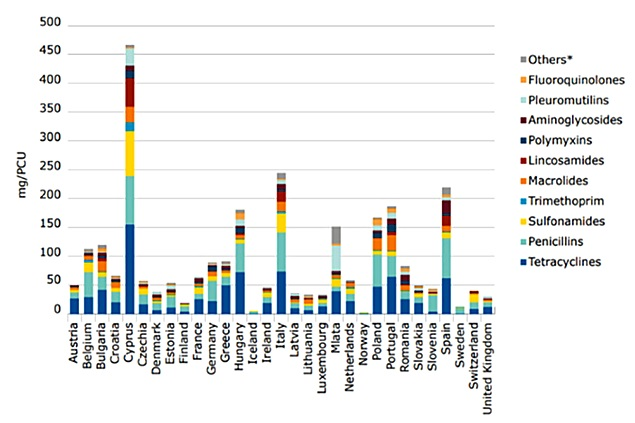 500
450
400
350
300
250
200
150
100
50
0
mg/PCU
Others*
Fluoroquinolones
Pleuromutilins
Aminoglycosides
Polymyxins
Lincosamides
Macrolides
Trimethoprim
Sulfonamides
Penicillins
Tetracyclines
Austria
Belgium
Bulgaria
Croatia
Cyprus
Czechia
Denmark
Estonia
Finland
France
Germany
Greece
Hungary
Iceland
Ireland
Italy
Latvia
Lithuania
Luxembourg
Mlata
Netherlands
Norway
Poland
Portugal
Romania
Slovakia
Slovenia
Spain
Sweden
Switzerland
United Kingdom